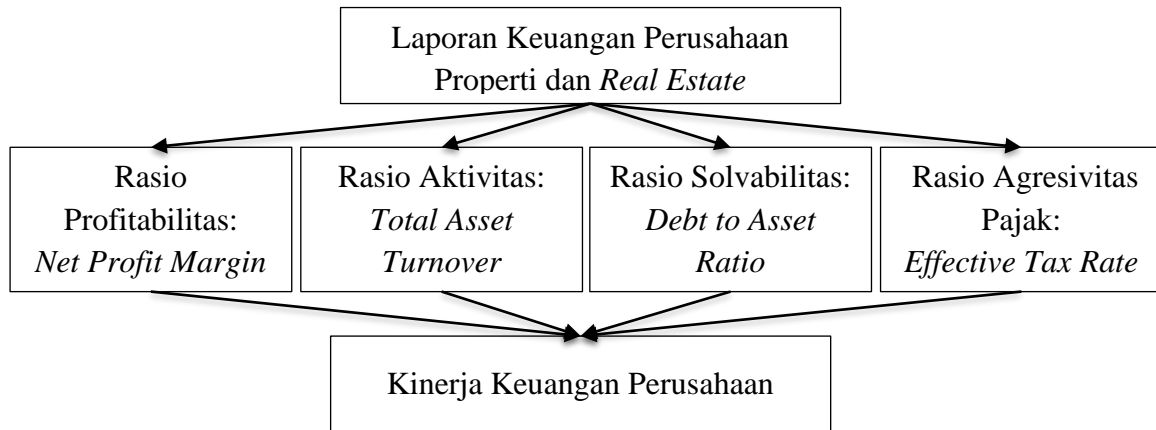 Laporan Keuangan Perusahaan
Properti dan Real Estate
Rasio
Profitabilitas:
Net Profit Margin
Rasio Aktivitas:
Total Asset
Turnover
Rasio Solvabilitas:
Debt to Asset
Ratio
Rasio Agresivitas
Pajak:
Effective Tax Rate
Kinerja Keuangan Perusahaan